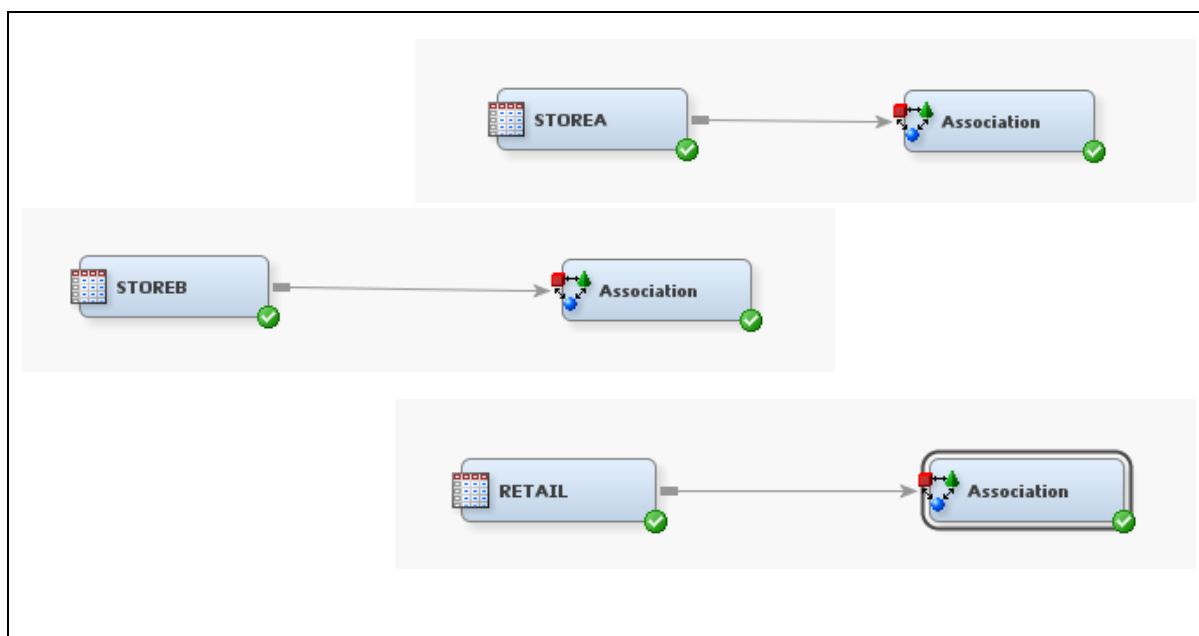 STOREA
Association
STOREB
Association
RETAIL
Association